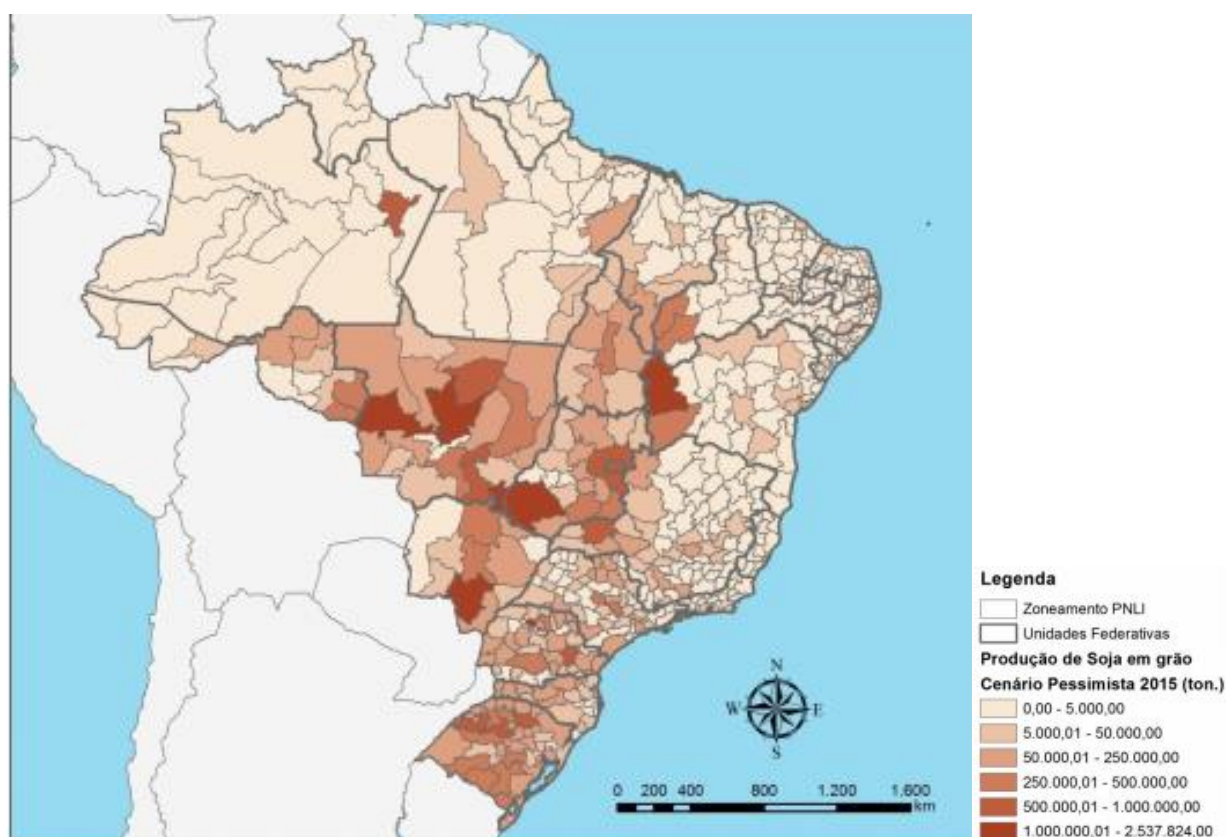 N
W E
S
0 200 400 800 1.200 1.600
km
Legenda
Zoneamento PNLI
Unidades Federativas
Produção de Soja em grão
Cenário Pessimista 2015 (ton.)
0,00 - 5.000,00
5.000,01 - 50.000,00
50.000,01 - 250.000,00
250.000,01 - 500.000,00
500.000,01 - 1.000.000,00
1.000.000,01 - 2.537.824,00